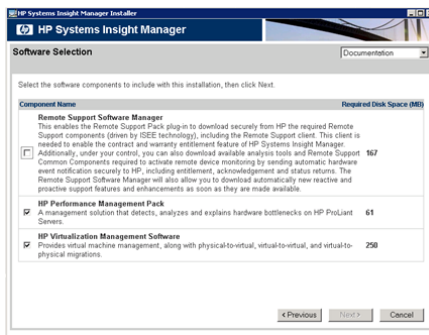 HP Systems Insight Manager Installer
HP Systems Insight Manager
Software Selection
Documentation
Select the software components to include with this installation, then click Next.
Component Name Required Disk Space (MB)
Remote Support Software Manager
This enables the Remote Support Pack plug-in to download securely from HP the required Remote
Support components (driven by ISEE technology), including the Remote Support client. This client is
needed to enable the contract and warranty entitlement feature of HP Systems Insight Manager.
Additionally, under your control, you can also download available analysis tools and Remote Support 167
Common Components required to activate remote device monitoring by sending automatic hardware
event notification securely to HP, including entitlement, acknowledgement and status returns. The
Remote Support Software Manager will also allow you to download automatically new reactive and
proactive support features and enhancements as soon as they are made available.
HP Performance Management Pack
A management solution that detects, analyzes and explains hardware bottlenecks on HP ProLiant 61
Servers.
HP Virtualization Management Software
Provides virtual machine management, along with physical-to-virtual, virtual-to-virtual, and virtual-to- 250
physical migrations.
< Previous Next > Cancel